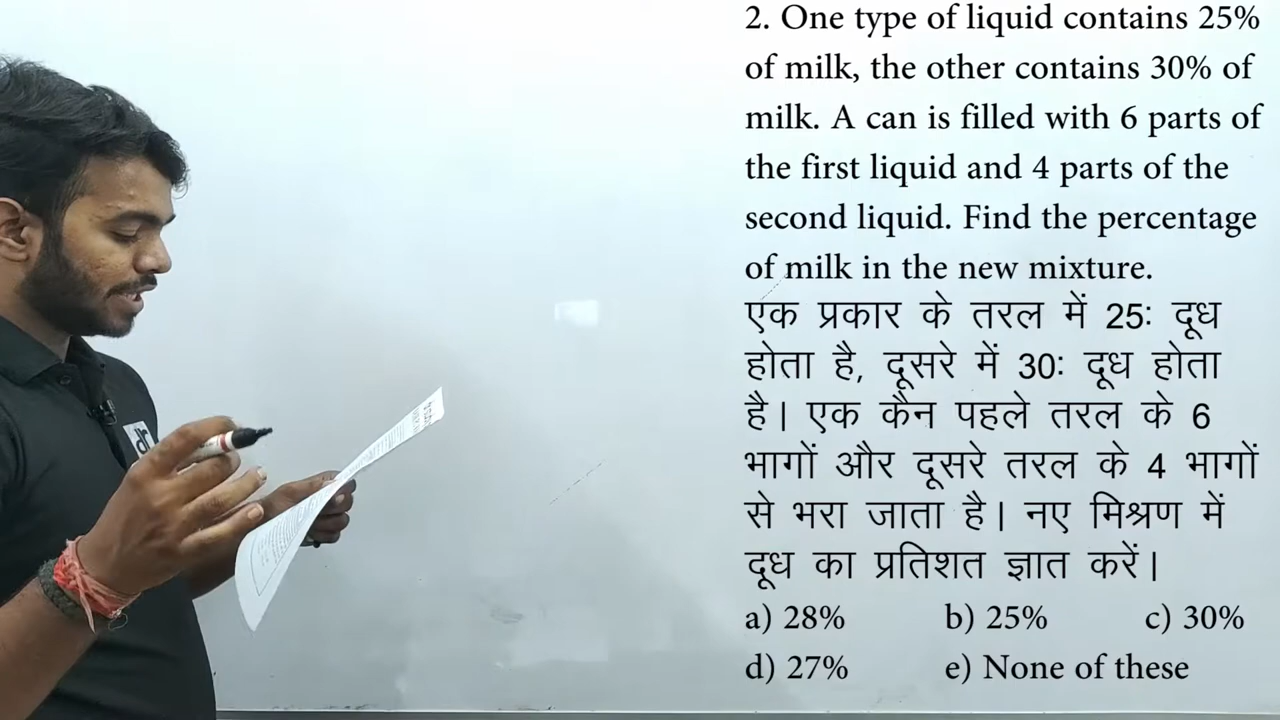 2. One type of liquid contains 25%
of milk, the other contains 30% of
milk. A can is filled with 6 parts of
the first liquid and 4 parts of the
second liquid. Find the percentage
of milk in the new mixture.
एक प्रकार के तरल में 25: दूध
होता है, दूसरे में 30: दूध होता
है। एक कैन पहले तरल के 6
भागों और दूसरे तरल के 4 भागों
से भरा जाता है। नए मिश्रण में
दूध का प्रतिशत ज्ञात करें।
a) 28% b) 25% c) 30%
d) 27% e) None of these